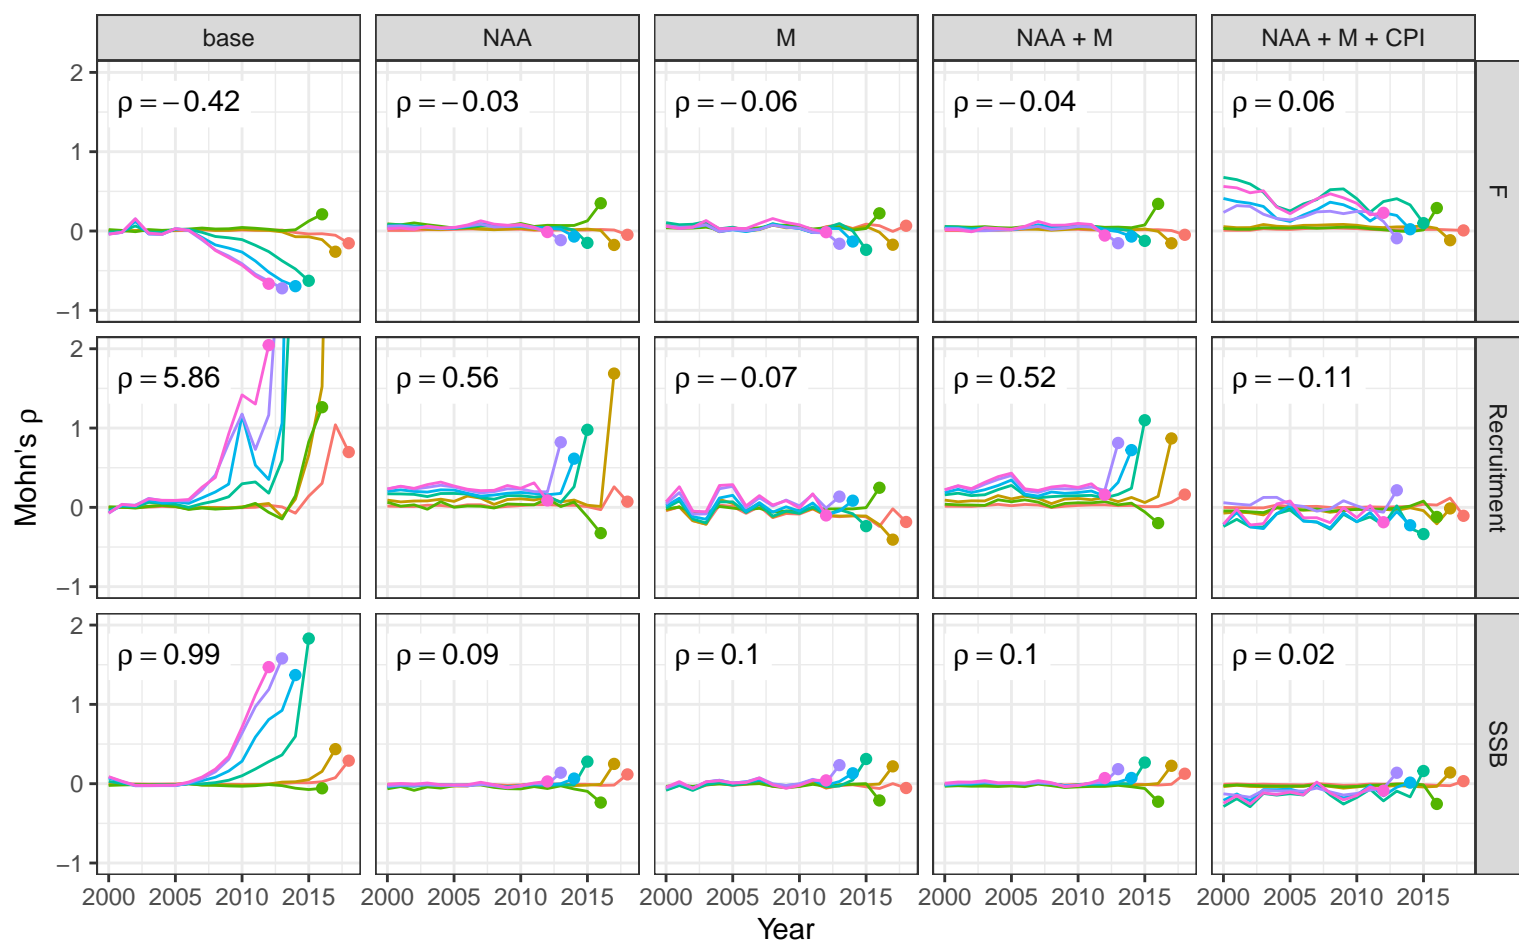 base NAA M NAA + M NAA + M + CPI
2
1
0
−1
ρ = −0.42
ρ = −0.03
ρ = −0.06
ρ = −0.04
ρ = 0.06
F
2
1
0
−1
ρ = 5.86
ρ = 0.56
ρ = −0.07
ρ = 0.52
ρ = −0.11
Recruitment
2
1
0
−1
ρ = 0.99
ρ = 0.09
ρ = 0.1
ρ = 0.1
ρ = 0.02
SSB
Mohn's ρ
2000 2005 2010 2015 2000 2005 2010 2015 2000 2005 2010 2015 2000 2005 2010 2015 2000 2005 2010 2015
Year